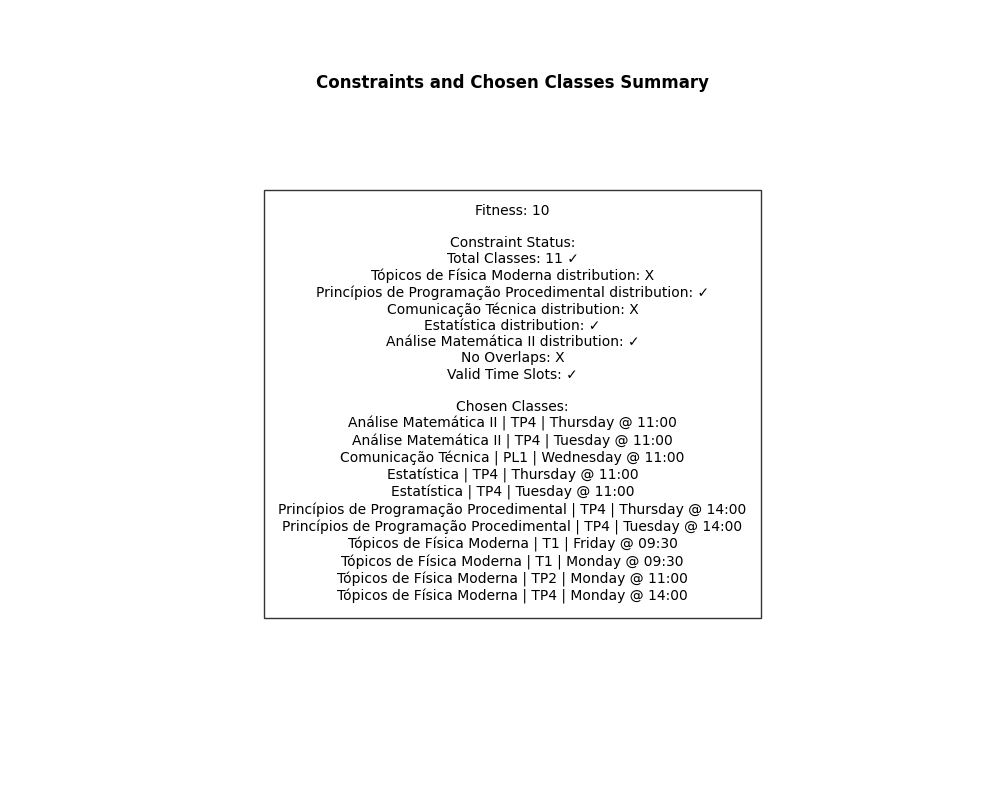 Constraints and Chosen Classes Summary
Fitness: 10
Constraint Status:
Total Classes: 11 ✓
Tópicos de Física Moderna distribution: X
Princípios de Programação Procedimental distribution: ✓
Comunicação Técnica distribution: X
Estatística distribution: ✓
Análise Matemática II distribution: ✓
No Overlaps: X
Valid Time Slots: ✓
Chosen Classes:
Análise Matemática II | TP4 | Thursday @ 11:00
Análise Matemática II | TP4 | Tuesday @ 11:00
Comunicação Técnica | PL1 | Wednesday @ 11:00
Estatística | TP4 | Thursday @ 11:00
Estatística | TP4 | Tuesday @ 11:00
Princípios de Programação Procedimental | TP4 | Thursday @ 14:00
Princípios de Programação Procedimental | TP4 | Tuesday @ 14:00
Tópicos de Física Moderna | T1 | Friday @ 09:30
Tópicos de Física Moderna | T1 | Monday @ 09:30
Tópicos de Física Moderna | TP2 | Monday @ 11:00
Tópicos de Física Moderna | TP4 | Monday @ 14:00